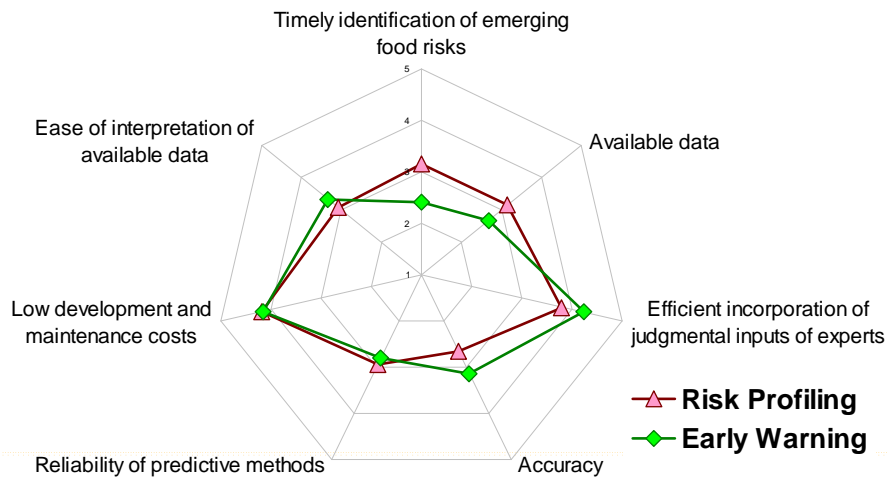 Timely identification of emerging
food risks
5
4
3
2
1
Ease of interpretation of
available data
Available data
Low development and
maintenance costs
Efficient incorporation of
judgmental inputs of experts
Reliability of predictive methods
Accuracy
Risk Profiling
Early Warning